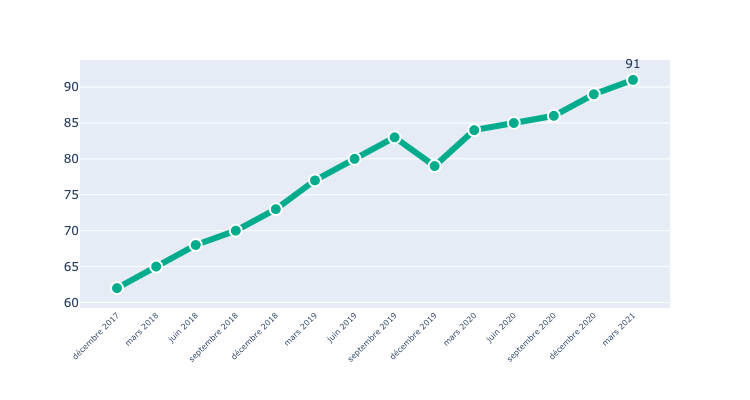 91
90
85
80
75
70
65
60
décembre 2017
mars 2018
juin 2018
septembre 2018
décembre 2018
mars 2019
juin 2019
septembre 2019
décembre 2019
mars 2020
juin 2020
septembre 2020
décembre 2020
mars 2021